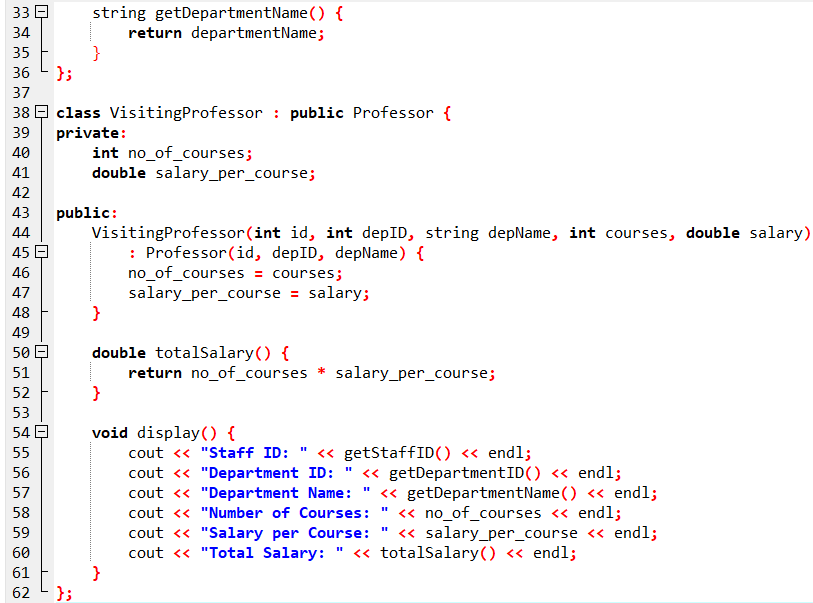 33 string getDepartmentName() {
34 return departmentName;
35 }
36 };
37
38 class VisitingProfessor : public Professor {
39 private:
40 int no_of_courses;
41 double salary_per_course;
42
43 public:
44 VisitingProfessor(int id, int depID, string depName, int courses, double salary)
45 : Professor(id, depID, depName) {
46 no_of_courses = courses;
47 salary_per_course = salary;
48 }
49
50 double totalSalary() {
51 return no_of_courses * salary_per_course;
52 }
53
54 void display() {
55 cout << "Staff ID: " << getStaffID() << endl;
56 cout << "Department ID: " << getDepartmentID() << endl;
57 cout << "Department Name: " << getDepartmentName() << endl;
58 cout << "Number of Courses: " << no_of_courses << endl;
59 cout << "Salary per Course: " << salary_per_course << endl;
60 cout << "Total Salary: " << totalSalary() << endl;
61 }
62 };